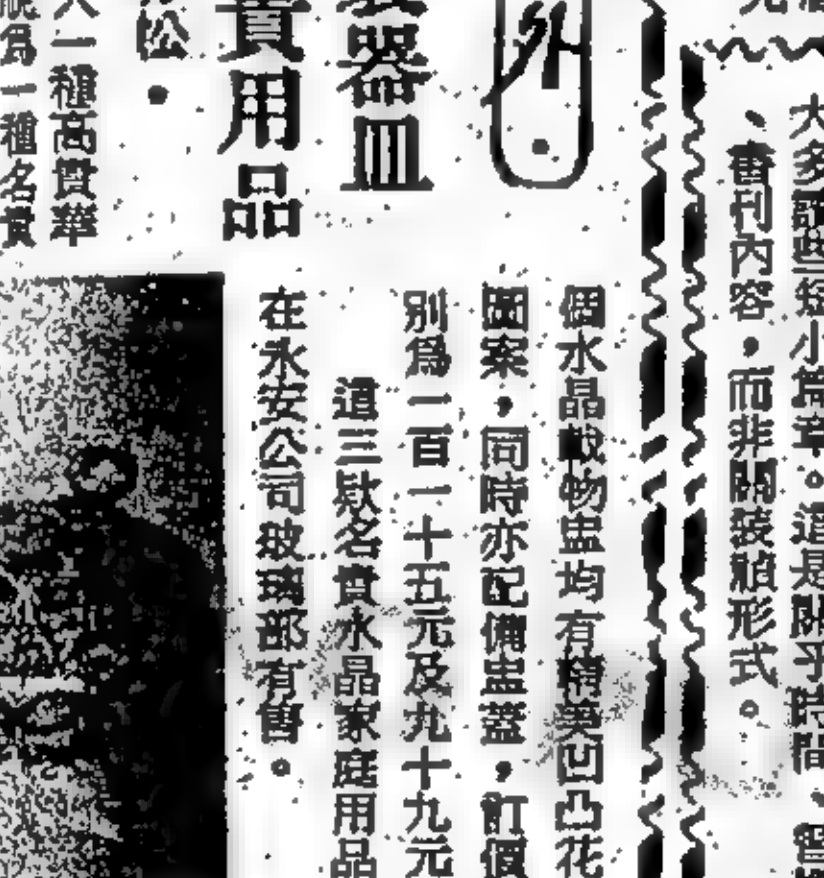 大多說些短小篇章。這是關乎時間、
、書刊內容,而非關裝幀形式。
個水晶載物盅均有精美凹凸花
圖案,同時亦配備盅蓋,訂價
別為一百一十五元及九十九元
這三款名貴水晶家庭用品
在永安公司玻璃部有售。
器皿
貴用品
松
一種高貴華
為一種名貴